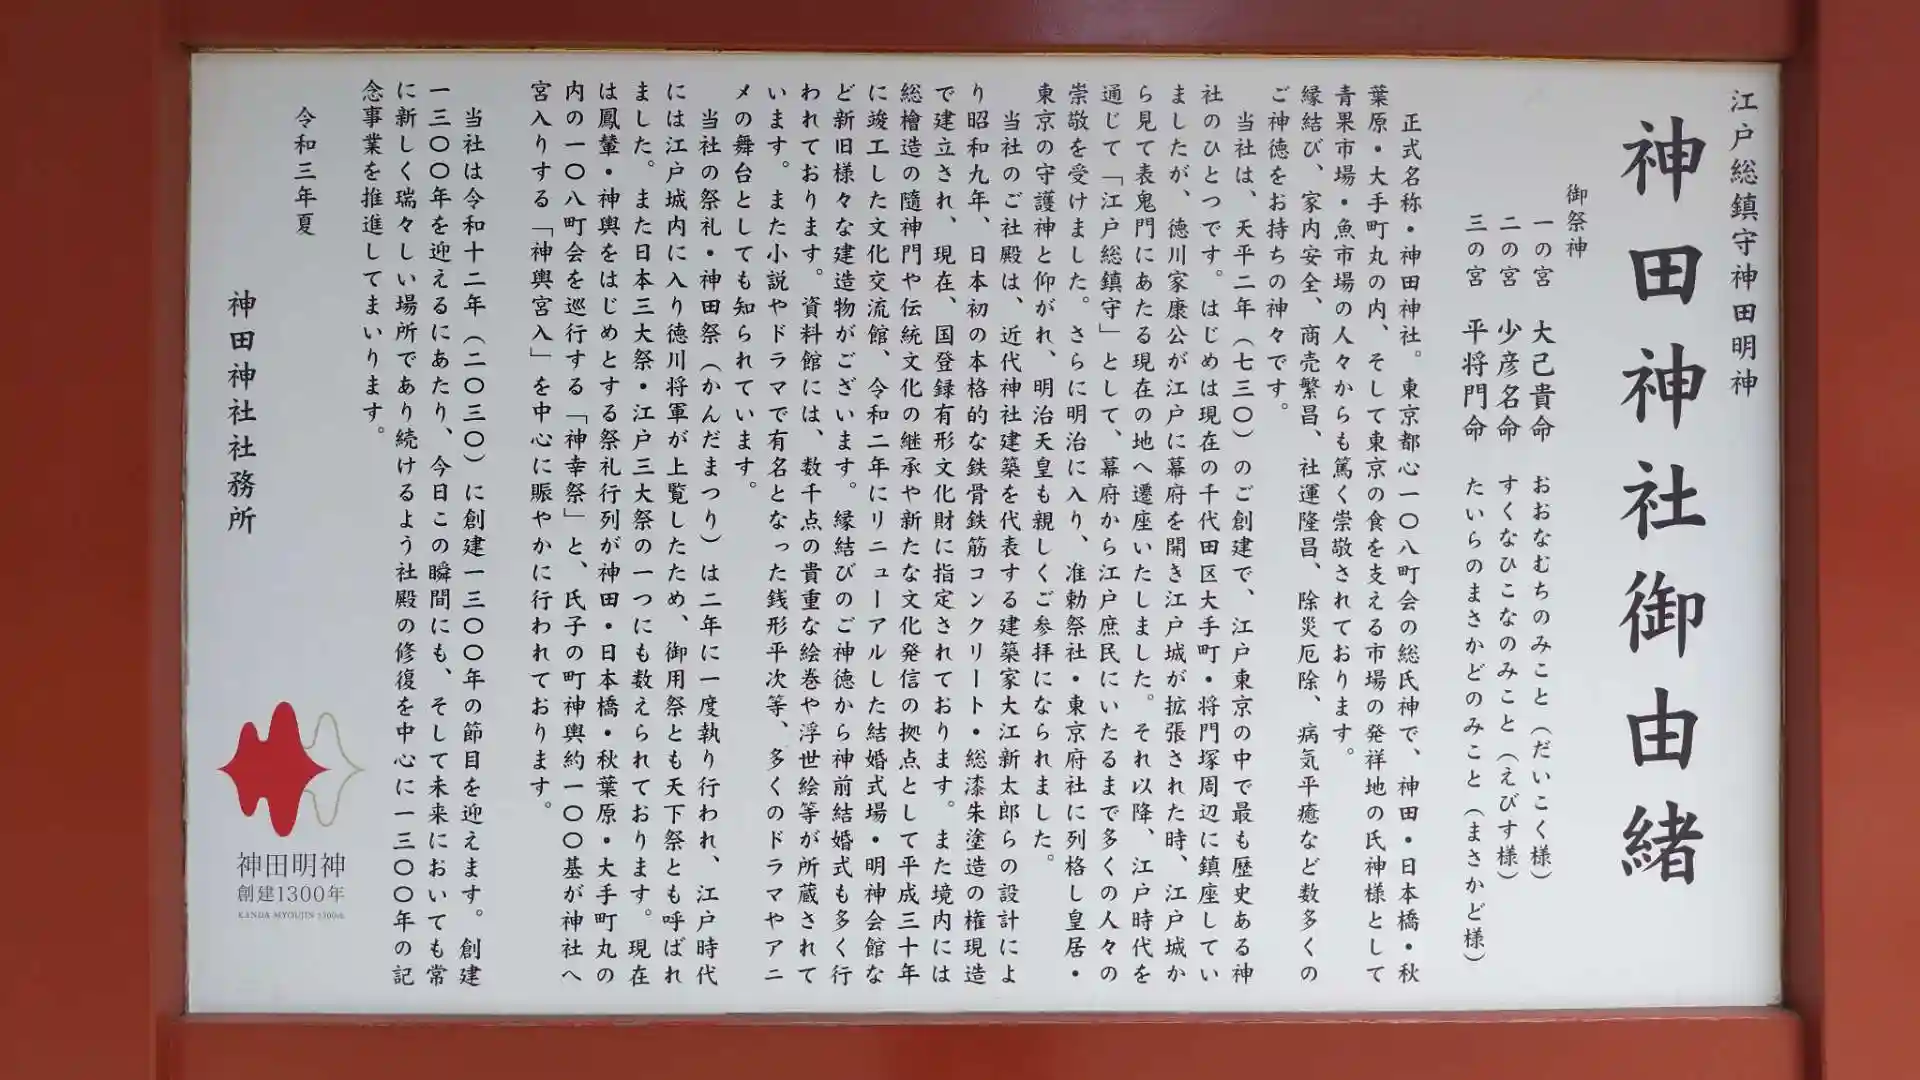 江戸総鎮守神田明神
神田神社御由緒
御祭神
一の宮 大己貴命 おおなむちのみこと（だいこく様）
二の宮 少彦名命 すくなひこなのみこと（えびす様）
三の宮 平将門命 たいらのまさかどのみこと（まさかど様）
正式名称・神田神社。東京都心一〇八町会の総氏神で、神田・日本橋・秋
葉原・大手町丸の内、そして東京の食を支える市場の発祥地の氏神様として
青果市場・魚市場の人々からも篤く崇敬されております。
縁結び、家内安全、商売繁昌、社運隆昌、除災厄除、病気平癒など数多くの
ご神徳をお持ちの神々です。
当社は、天平二年（七三〇）のご創建で、江戸東京の中で最も歴史ある神
社のひとつです。はじめは現在の千代田区大手町・将門塚周辺に鎮座してい
ましたが、徳川家康公が江戸に幕府を開き江戸城が拡張された時、江戸城か
ら見て表鬼門にあたる現在の地へ遷座いたしました。それ以降、江戸時代を
通じて「江戸総鎮守」として、幕府から江戸庶民にいたるまで多くの人々の
崇敬を受けました。さらに明治に入り、准勅祭社・東京府社に列格し皇居・
東京の守護神と仰がれ、明治天皇も親しくご参拝になられました。
当社のご社殿は、近代神社建築を代表する建築家大江新太郎らの設計によ
り昭和九年、日本初の本格的な鉄骨鉄筋コンクリート・総漆朱塗造の権現造
で建立され、現在、国登録有形文化財に指定されております。また境内には
総檜造の隨神門や伝統文化の継承や新たな文化発信の拠点として平成三十年
に竣工した文化交流館、令和二年にリニューアルした結婚式場・明神会館な
ど新旧様々な建造物がございます。縁結びのご神徳から神前結婚式も多く行
われております。資料館には、数千点の貴重な絵巻や浮世絵等が所蔵されて
います。また小説やドラマで有名となった銭形平次等、多くのドラマやアニ
メの舞台としても知られています。
当社の祭礼・神田祭（かんだまつり）は二年に一度執り行われ、江戸時代
には江戸城内に入り徳川将軍が上覧したため、御用祭とも天下祭とも呼ばれ
ました。また日本三大祭・江戸三大祭の一つにも数えられております。現在
は鳳輦・神輿をはじめとする祭礼行列が神田・日本橋・秋葉原・大手町丸の
内の一〇八町会を巡行する「神幸祭」と、氏子の町神輿約一〇〇基が神社へ
宮入りする「神輿宮入」を中心に賑やかに行われております。
当社は令和十二年（二〇三〇）に創建一三〇〇年の節目を迎えます。創建
一三〇〇年を迎えるにあたり、今日この瞬間にも、そして未来においても常
に新しく瑞々しい場所であり続けるよう社殿の修復を中心に一三〇〇年の記
念事業を推進してまいります。
令和三年夏
神田神社社務所
神田明神
創建1300年
KANDA MYOUJIN 1300th